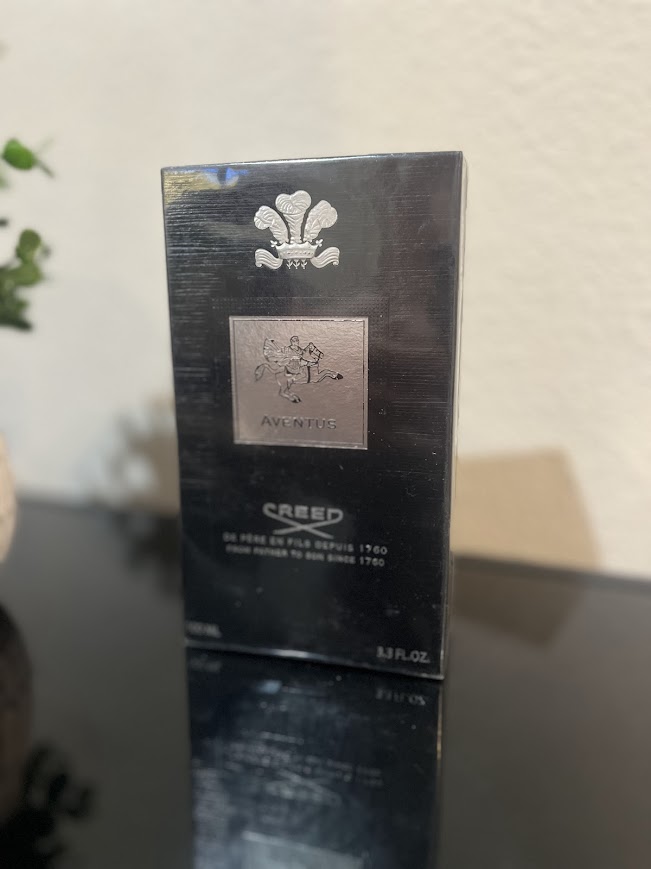 AVENTUS
CREED
DE PÈRE EN FILS DEPUIS 1760
FROM FATHER TO SON SINCE 1760
3.3 FL.OZ.